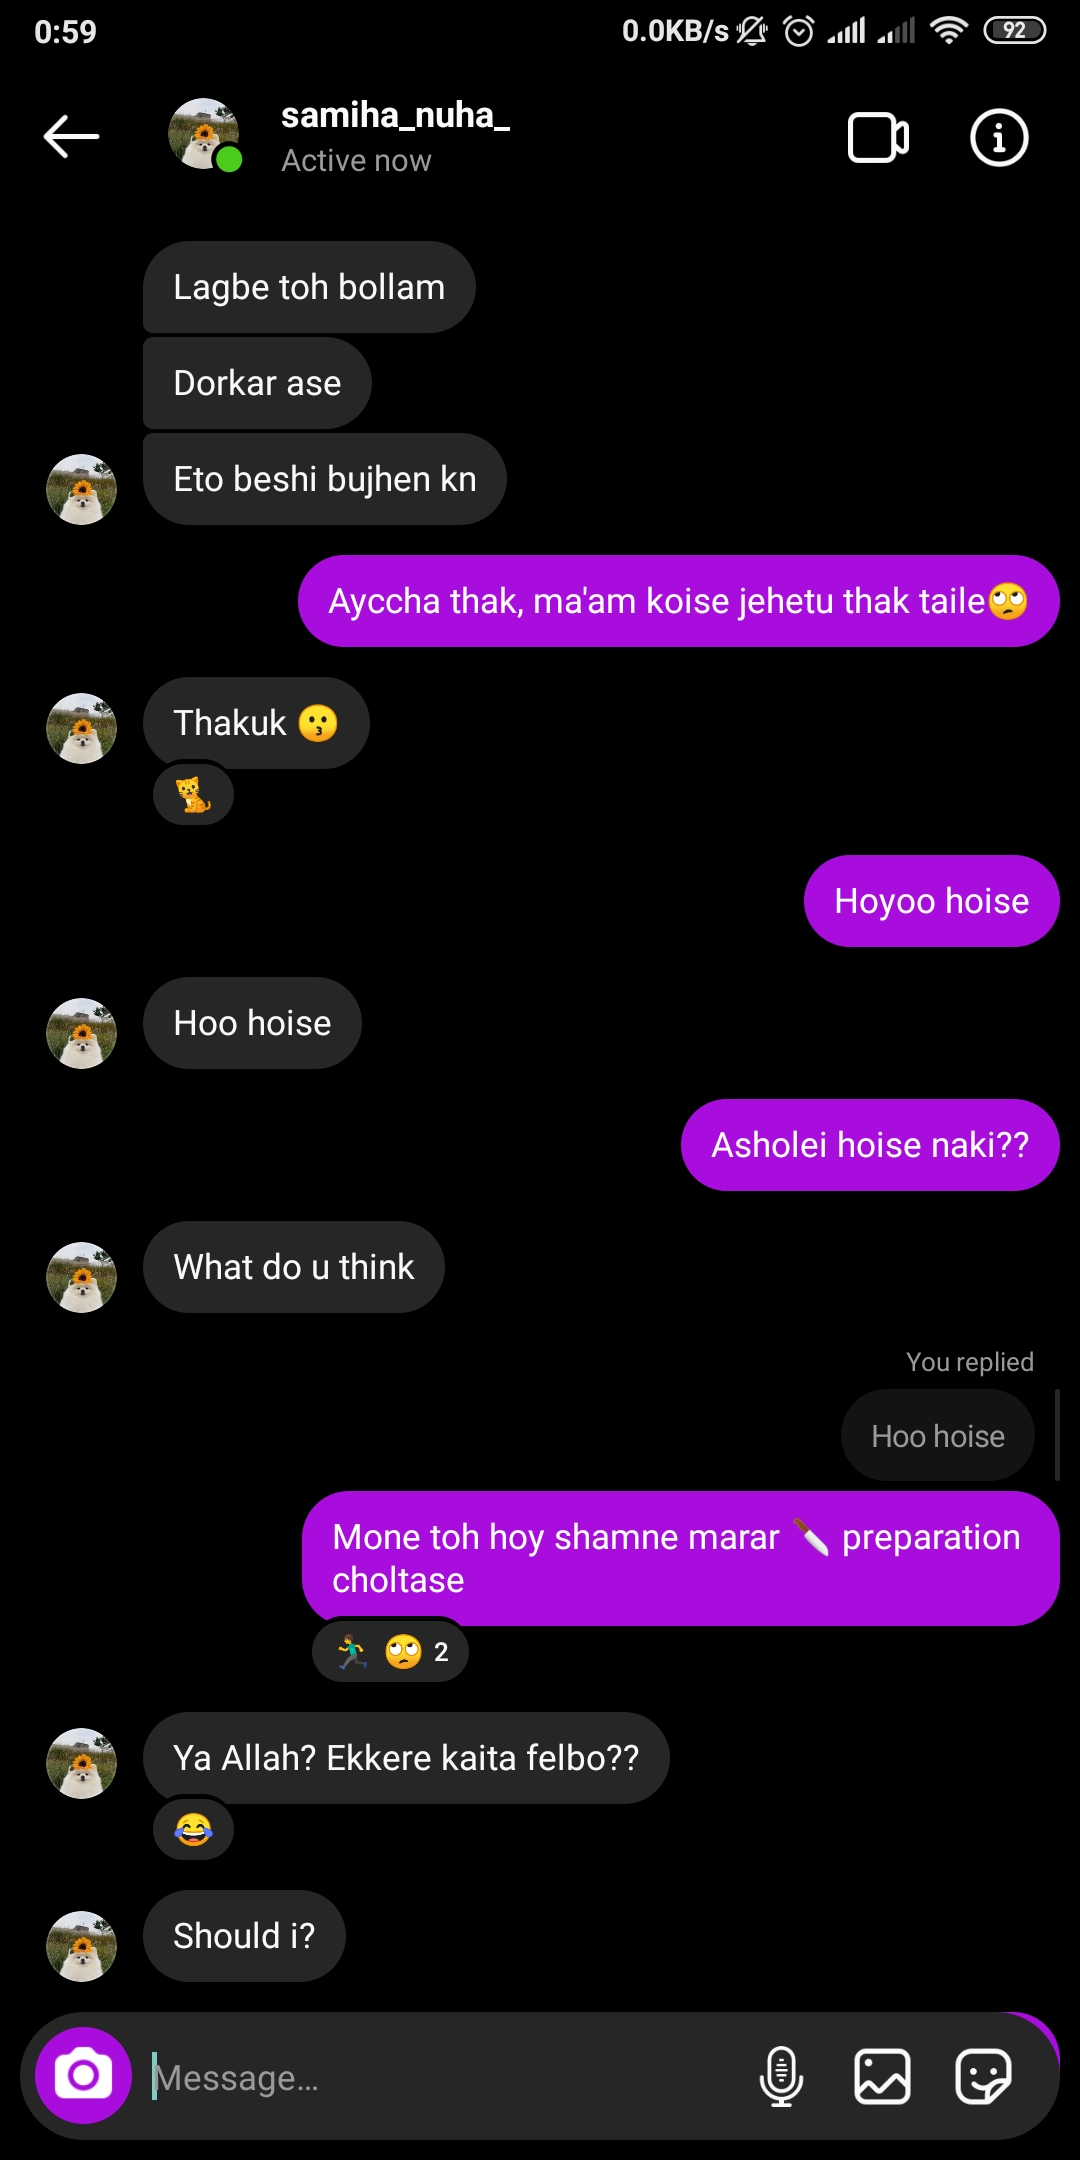 0:59
0.0KB/s
92
samiha_nuha_
Active now
Lagbe toh bollam
Dorkar ase
Eto beshi bujhen kn
Ayccha thak, ma'am koise jehetu thak taile🙄
Thakuk 😗
🐈
Hoyoo hoise
Hoo hoise
Asholei hoise naki??
What do u think
You replied
Hoo hoise
Mone toh hoy shamne marar 🔪 preparation
choltase
🏃🏽‍♂️ 🙄 2
Ya Allah? Ekkere kaita felbo??
😂
Should i?
Message...